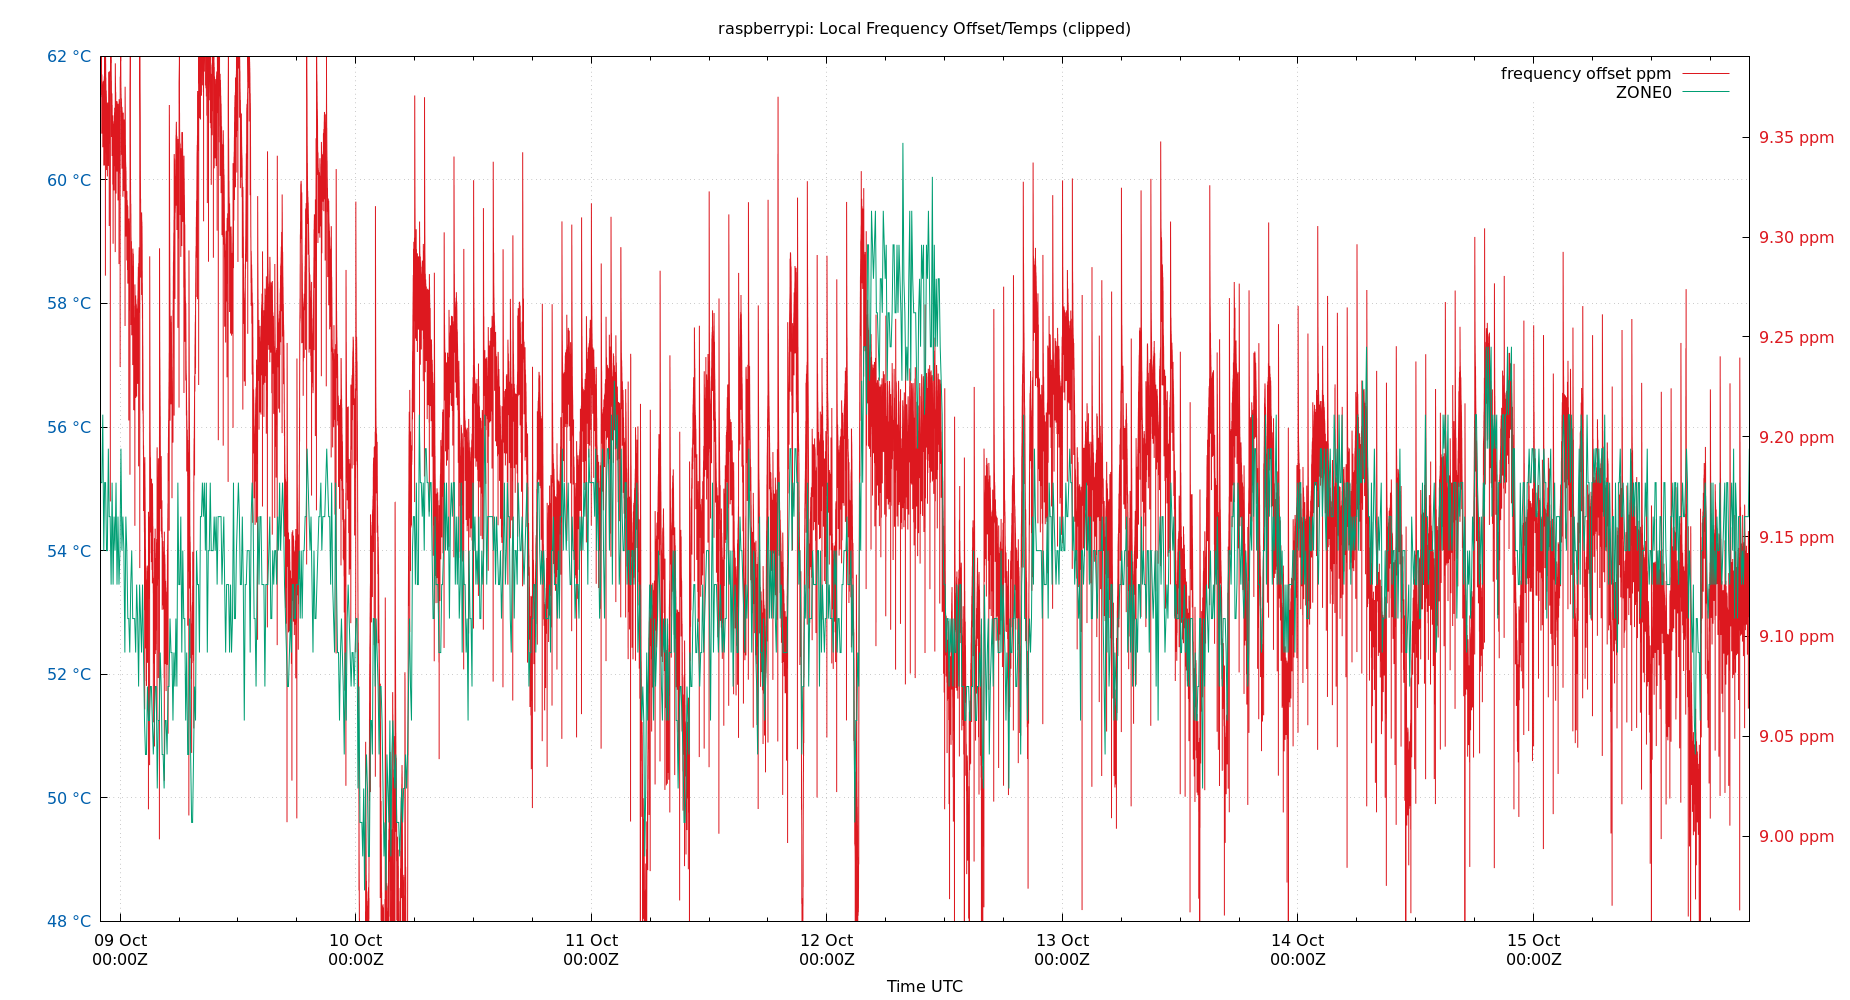 raspberrypi: Local Frequency Offset/Temps (clipped)
62 °C
60 °C
58 °C
56 °C
54 °C
52 °C
50 °C
48 °C
frequency offset ppm
ZONE0
9.35 ppm
9.30 ppm
9.25 ppm
9.20 ppm
9.15 ppm
9.10 ppm
9.05 ppm
9.00 ppm
09 Oct 10 Oct 11 Oct 12 Oct 13 Oct 14 Oct 15 Oct
00:00Z 00:00Z 00:00Z 00:00Z 00:00Z 00:00Z 00:00Z
Time UTC